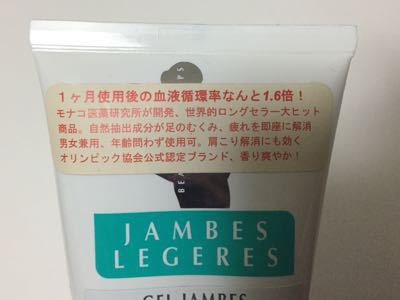 １ヶ月使用後の血液循環率なんと1.6倍！
モナコ医薬研究所が開発、世界的ロングセラー大ヒット
商品。自然抽出成分が足のむくみ、疲れを即座に解消
男女兼用、年齢問わず使用可。肩こり解消にも効く
オリンピック協会公式認定ブランド、香り爽やか！
JAMBES
LEGERES
GEL JAMBES